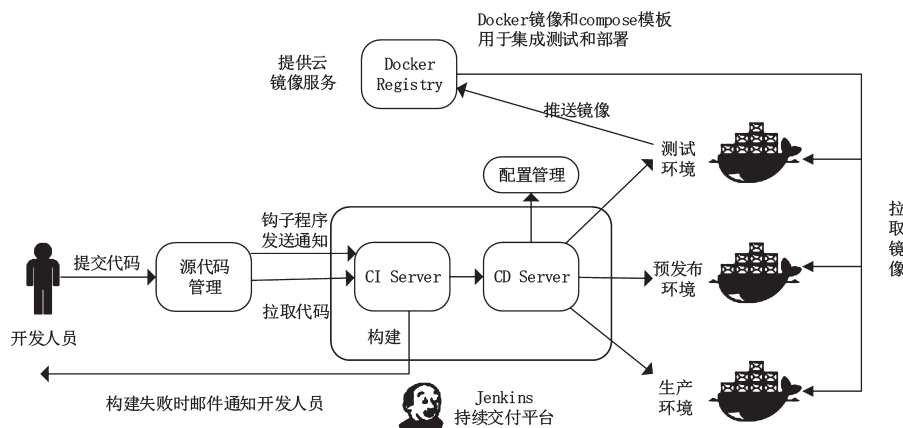 Docker镜像和compose模板
用于集成测试和部署
提供云
镜像服务
Docker
Registry
推送镜像
测试
环境
配置管理
拉取镜像
钩子程序
发送通知
提交代码
源代码
管理
CI Server
CD Server
预发布
环境
拉取代码
开发人员
构建
生产
环境
构建失败时邮件通知开发人员
Jenkins
持续交付平台